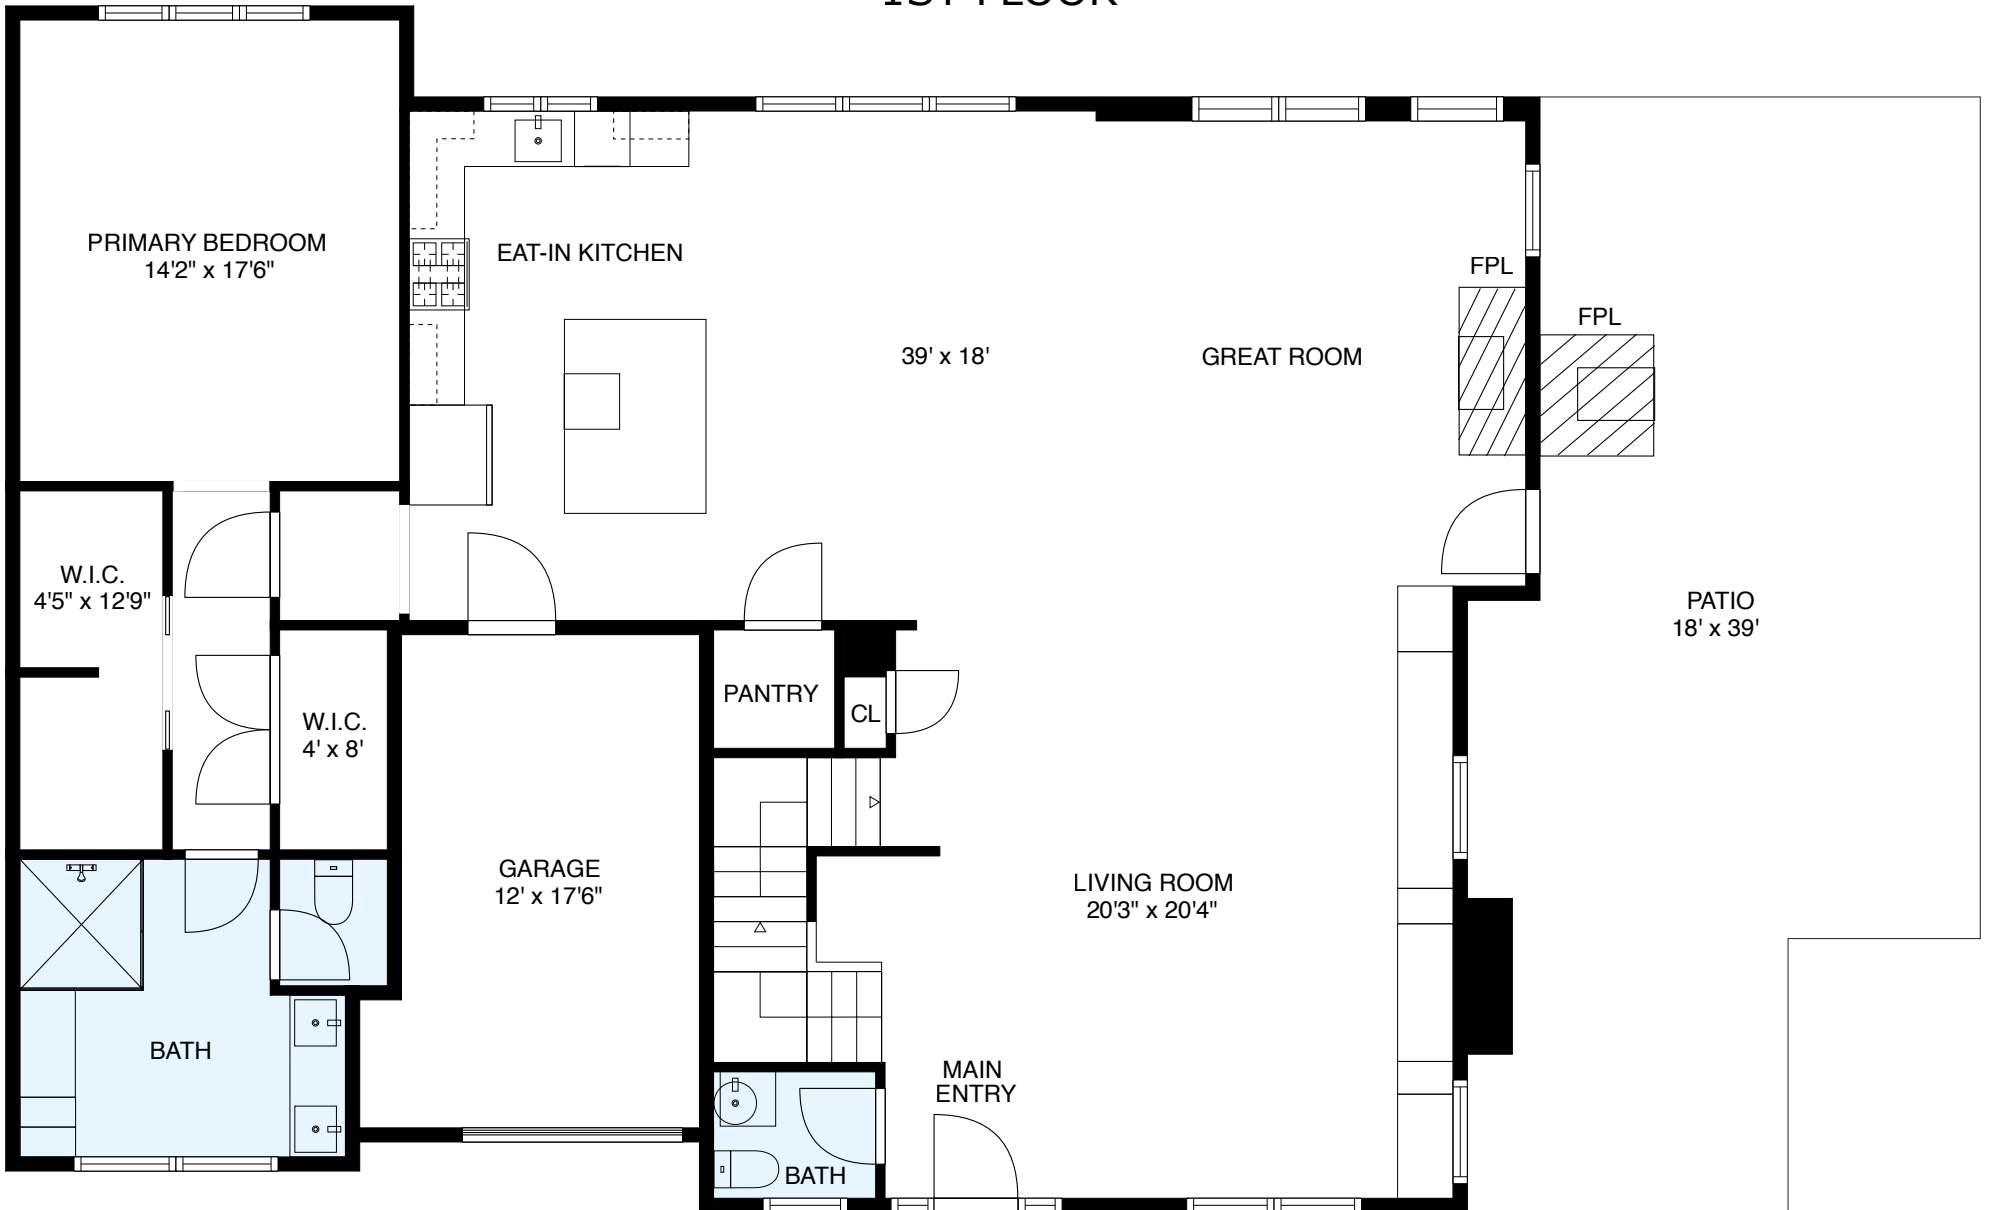 1ST FLOOR
PRIMARY BEDROOM
14'2" x 17'6"
EAT-IN KITCHEN
39' x 18'
GREAT ROOM
FPL
FPL
W.I.C.
4'5" x 12'9"
PATIO
18' x 39'
W.I.C.
4' x 8'
PANTRY
CL
GARAGE
12' x 17'6"
LIVING ROOM
20'3" x 20'4"
BATH
MAIN
ENTRY
BATH